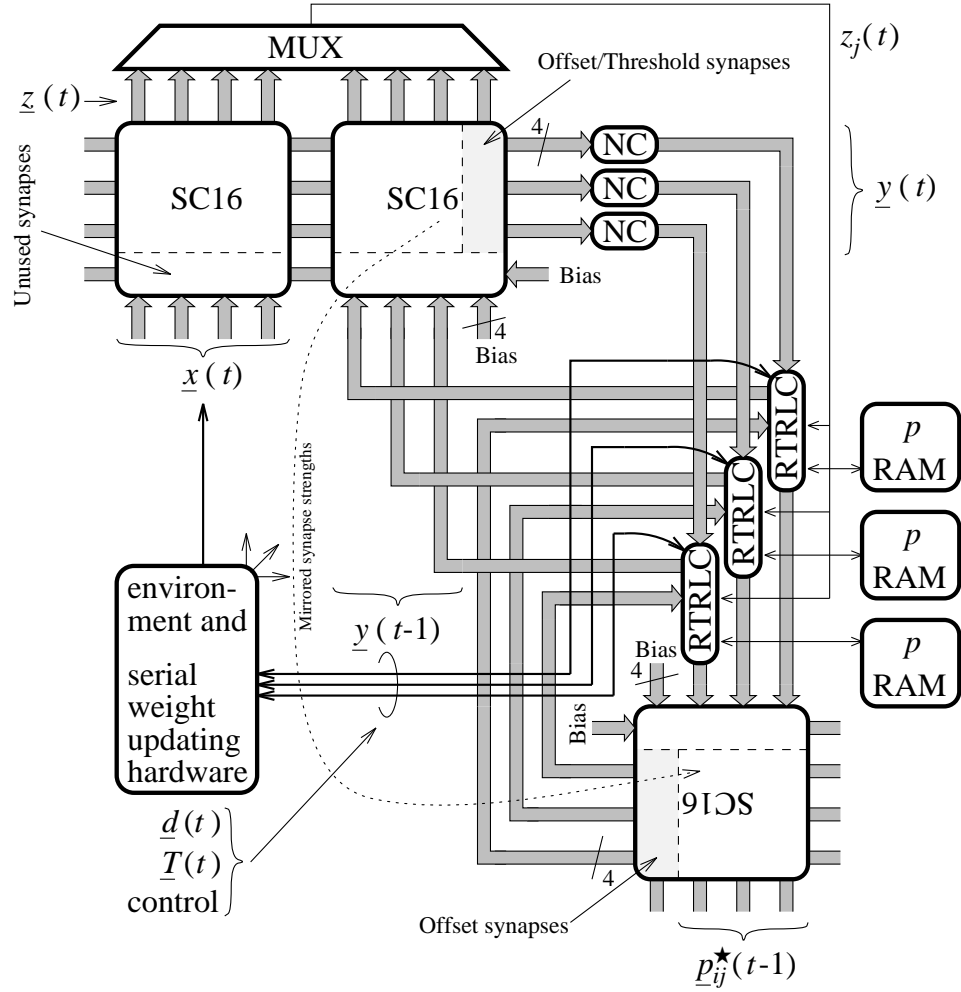 MUX
z_j(t)
Offset/Threshold synapses
z(t)
4
NC
SC16
SC16
NC
y(t)
NC
Unused synapses
Bias
4
Bias
x(t)
RTRLC
p
RAM
Mirrored synapse strengths
RTRLC
p
RAM
environ-
ment and
serial
weight
updating
hardware
y(t-1)
RTRLC
p
RAM
Bias
4
Bias
SC16
d(t)
T(t)
control
4
Offset synapses
p_ij^★(t-1)